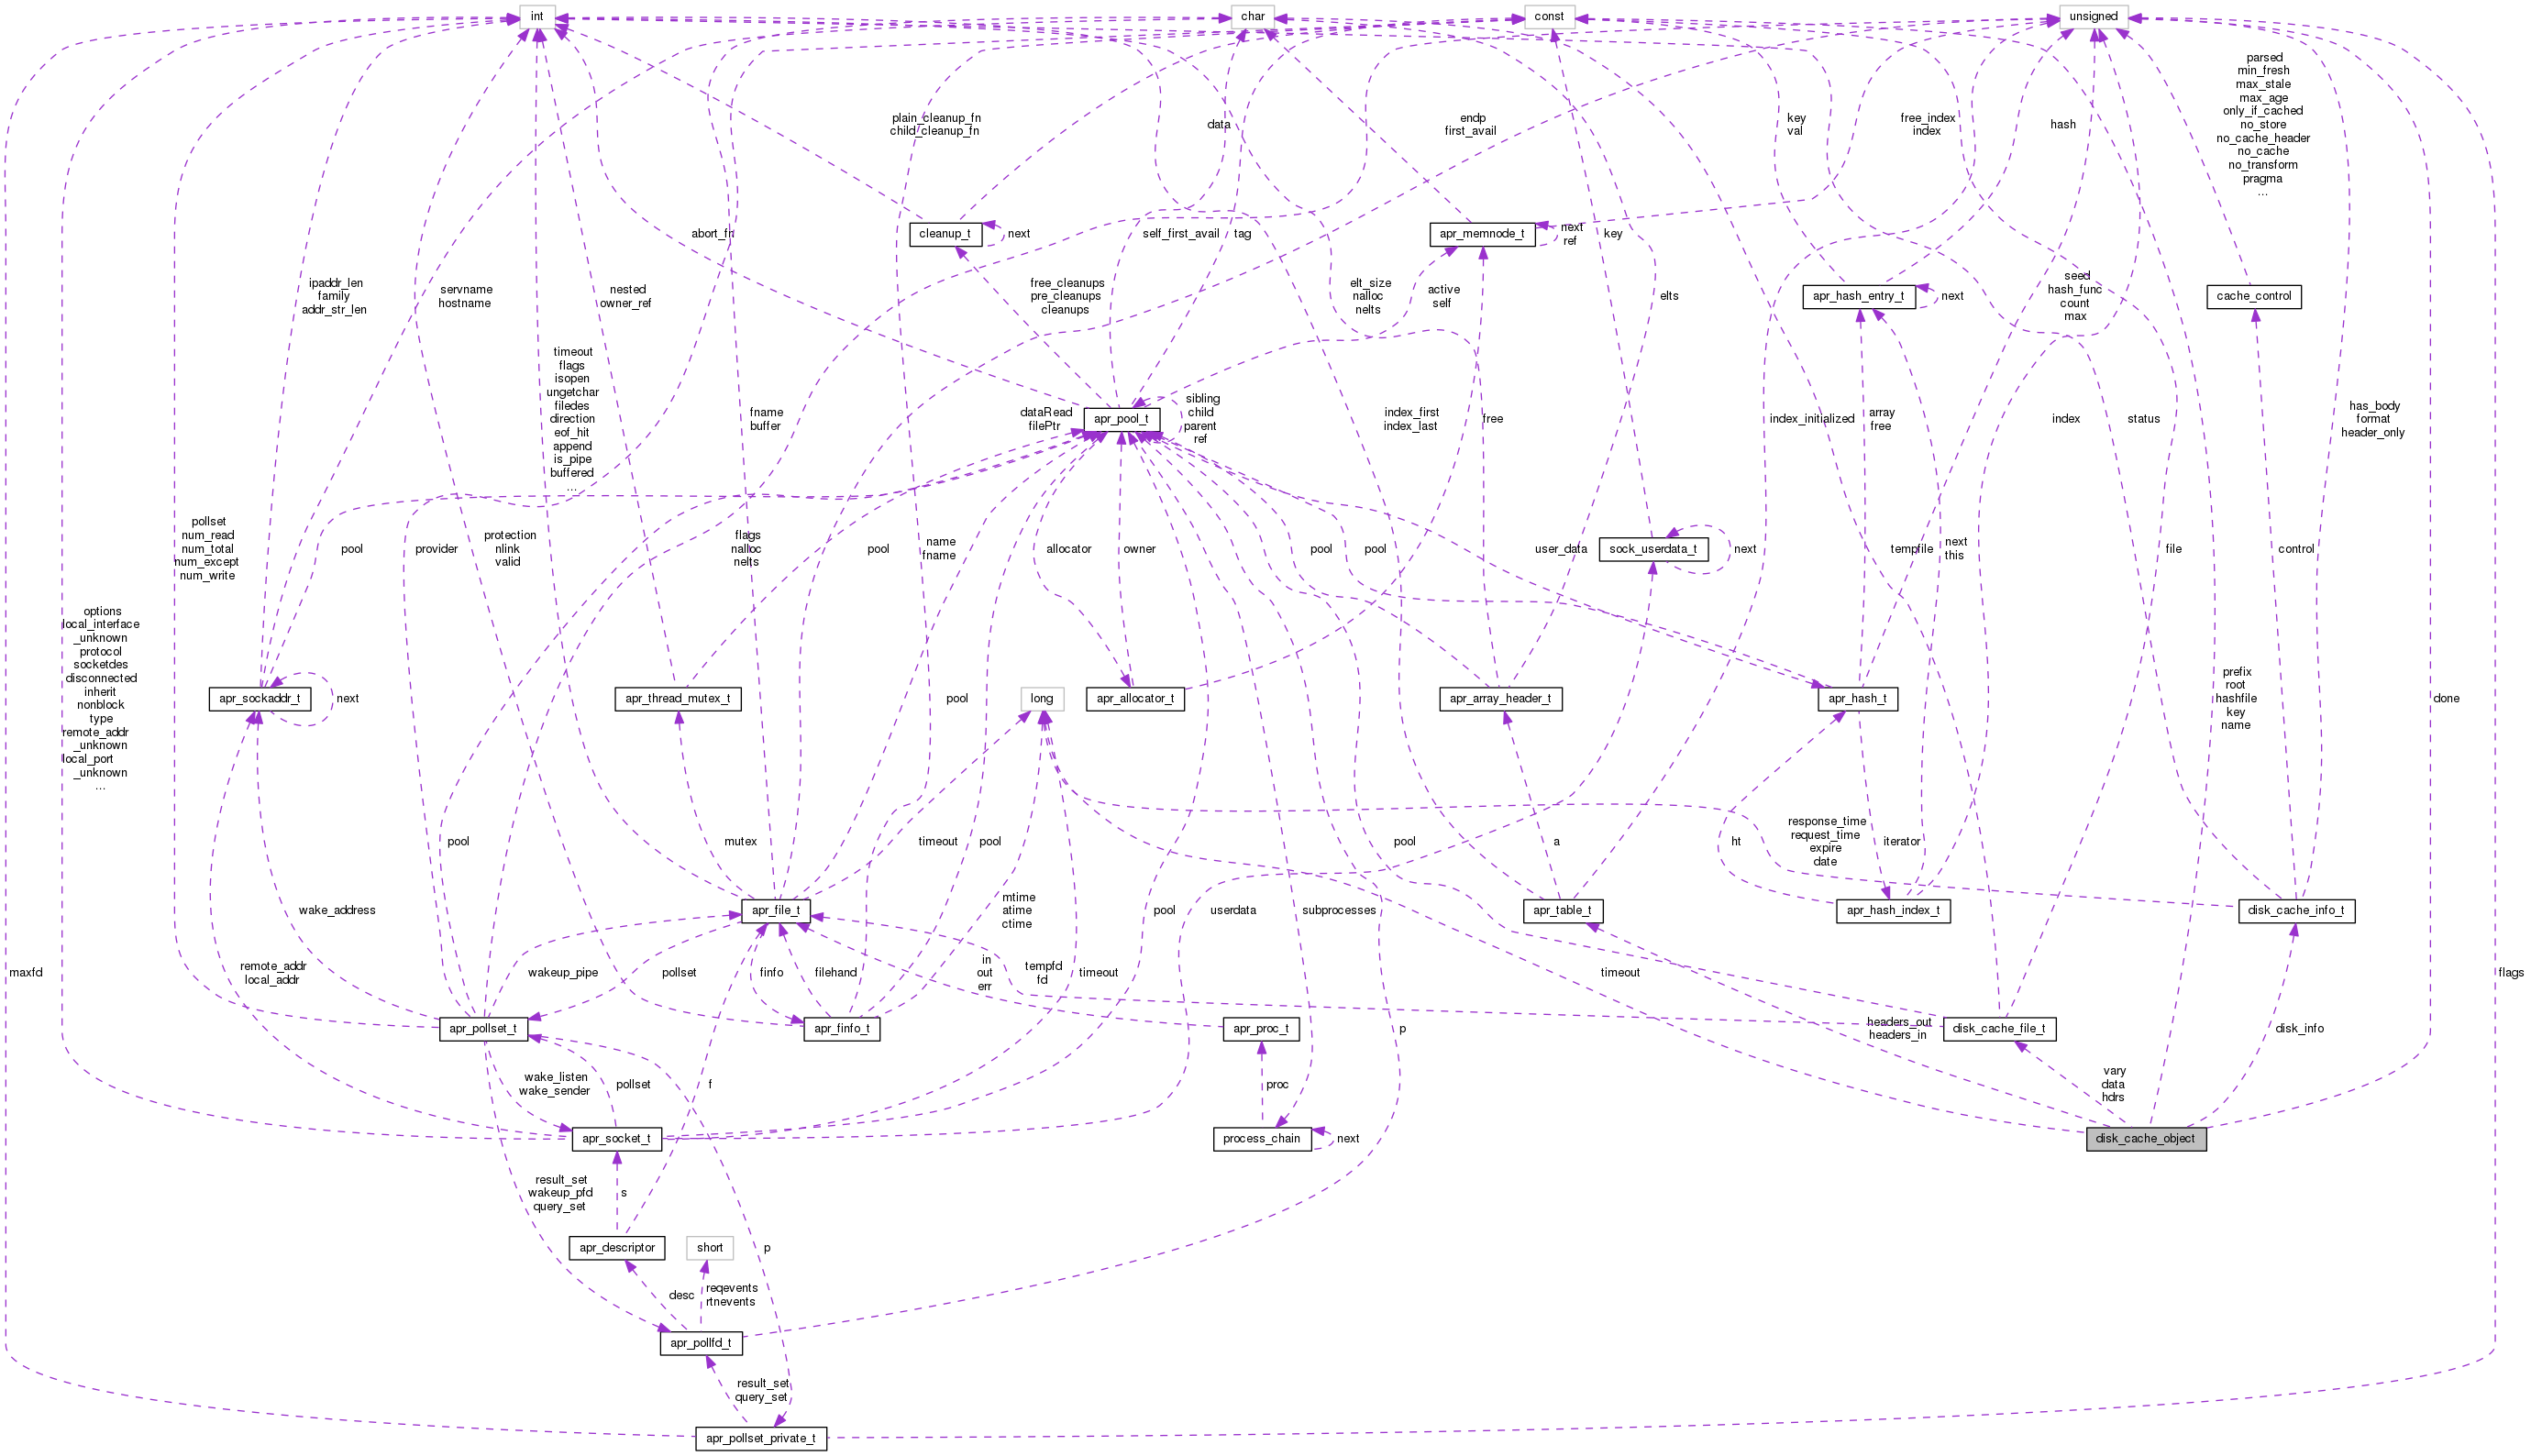 int
char
const
unsigned
parsed
min_fresh
max_stale
max_age
only_if_cached
no_store
no_cache_header
no_cache
no_transform
pragma
...
plain_cleanup_fn
child_cleanup_fn
data
endp
first_avail
key
val
free_index
index
hash
abort_fn
cleanup_t
next
self_first_avail
tag
apr_memnode_t
next
ref
key
ipaddr_len
family
addr_str_len
servname
hostname
nested
owner_ref
free_cleanups
pre_cleanups
cleanups
elt_size
nalloc
nelts
active
self
elts
apr_hash_entry_t
next
seed
hash_func
count
max
cache_control
timeout
flags
isopen
ungetchar
filedes
direction
eof_hit
append
is_pipe
buffered
...
fname
buffer
dataRead
filePtr
apr_pool_t
sibling
child
parent
ref
index_first
index_last
free
index_initialized
array
free
index
status
has_body
format
header_only
pollset
num_read
num_total
num_except
num_write
pool
provider
protection
nlink
valid
flags
nalloc
nelts
pool
name
fname
allocator
owner
pool
pool
user_data
sock_userdata_t
next
tempfile
next
this
file
control
options
local_interface
_unknown
protocol
socketdes
disconnected
inherit
nonblock
type
remote_addr
_unknown
local_port
_unknown
...
apr_sockaddr_t
next
apr_thread_mutex_t
pool
long
apr_allocator_t
apr_array_header_t
apr_hash_t
prefix
root
hashfile
key
name
done
pool
mutex
timeout
pool
pool
a
ht
response_time
request_time
expire
date
iterator
wake_address
apr_file_t
mtime
atime
ctime
pool
userdata
subprocesses
apr_table_t
apr_hash_index_t
disk_cache_info_t
maxfd
remote_addr
local_addr
wakeup_pipe
pollset
finfo
filehand
in
out
err
tempfd
fd
timeout
timeout
flags
apr_pollset_t
apr_finfo_t
apr_proc_t
p
headers_out
headers_in
disk_cache_file_t
disk_info
wake_listen
wake_sender
pollset
f
proc
vary
data
hdrs
apr_socket_t
process_chain
next
disk_cache_object
result_set
wakeup_pfd
query_set
s
apr_descriptor
short
p
desc
reqevents
rtnevents
apr_pollfd_t
result_set
query_set
apr_pollset_private_t